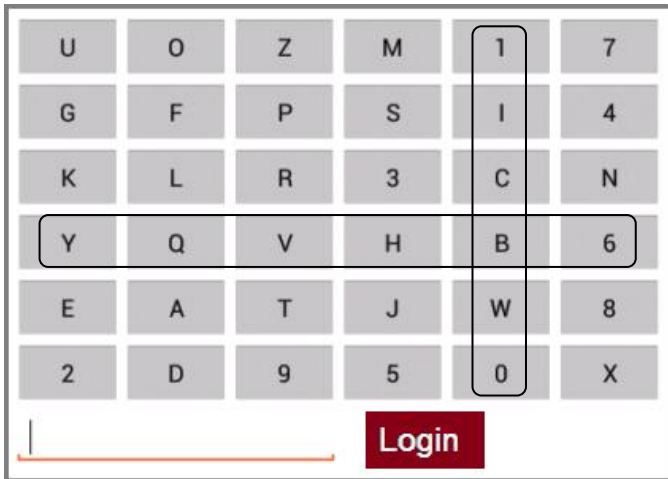 U O Z M 1 7
G F P S I 4
K L R 3 C N
Y Q V H B 6
E A T J W 8
2 D 9 5 0 X
Login